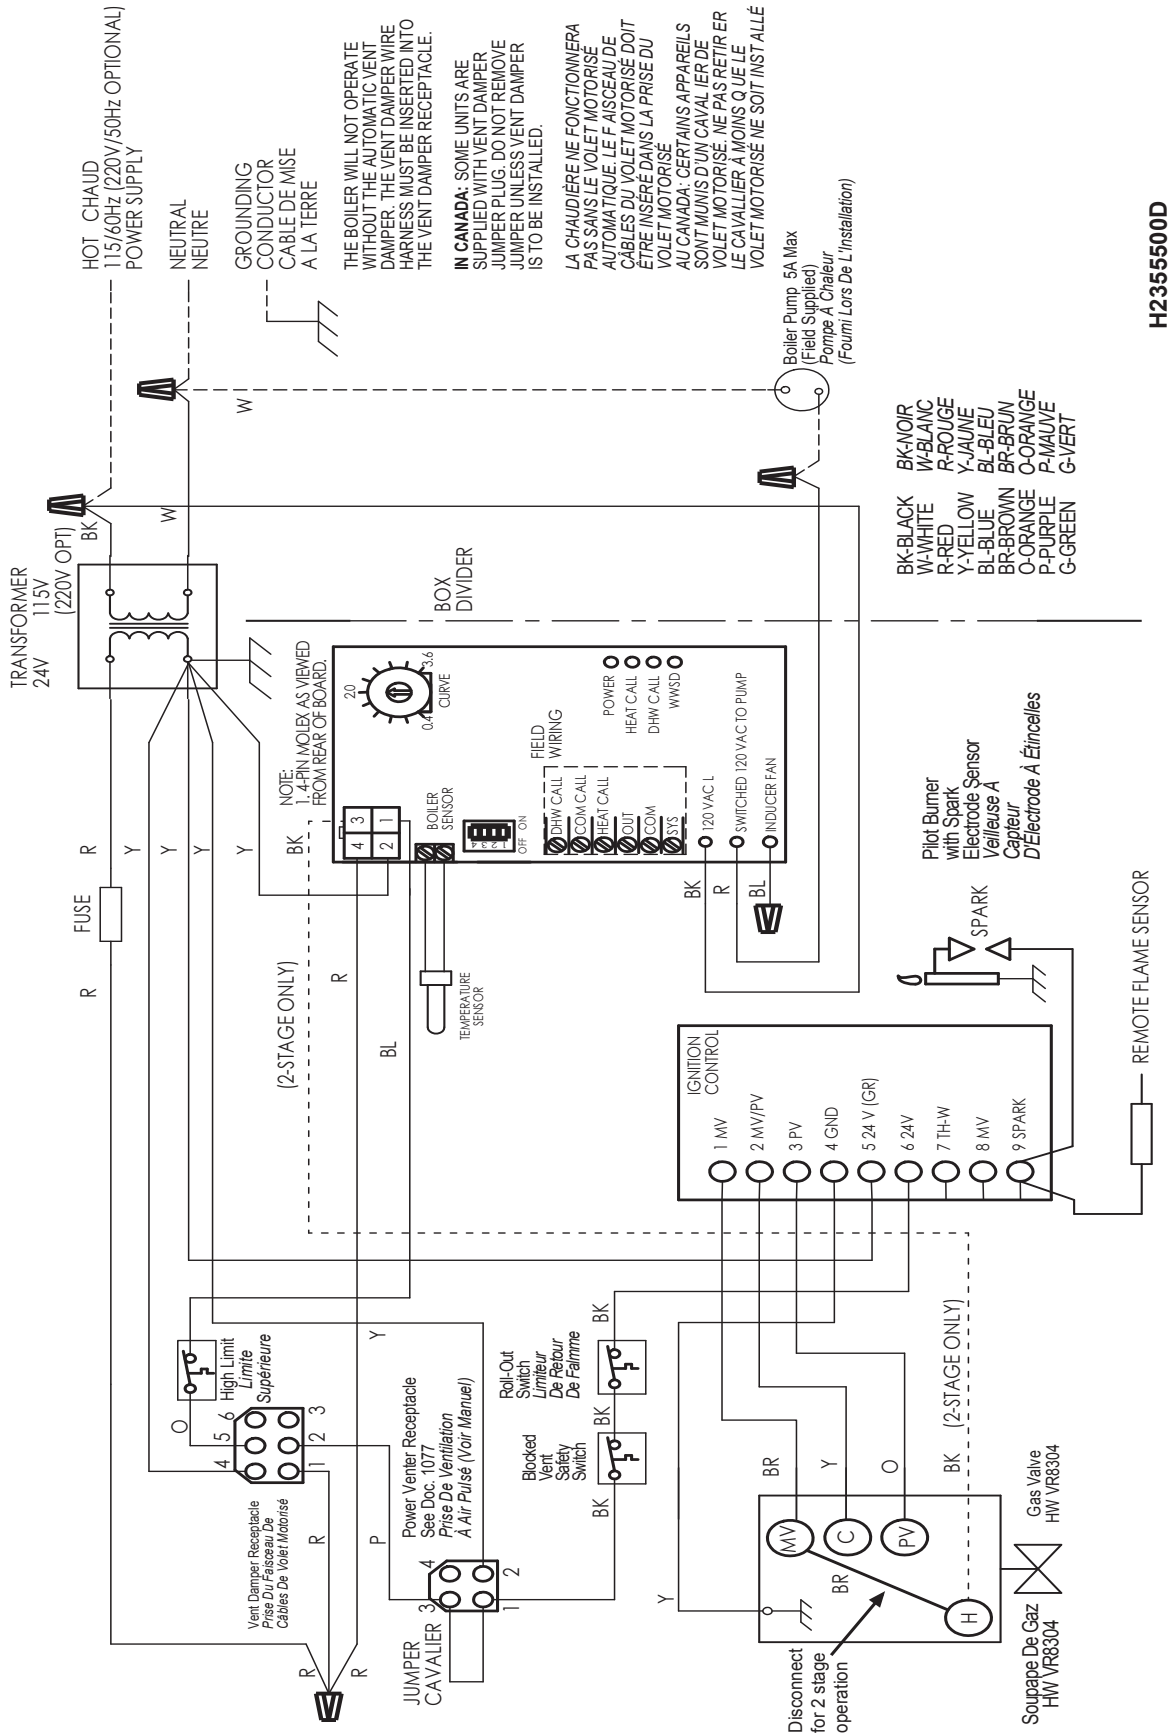 TRANSFORMER
24V 115V
(220V OPT)
HOT CHAUD
115/60Hz (220V/50Hz OPTIONAL)
POWER SUPPLY
NEUTRAL
NEUTRE
GROUNDING
CONDUCTOR
CABLE DE MISE
A LA TERRE
THE BOILER WILL NOT OPERATE
WITHOUT THE AUTOMATIC VENT
DAMPER. THE VENT DAMPER WIRE
HARNESS MUST BE INSERTED INTO
THE VENT DAMPER RECEPTACLE.
IN CANADA: SOME UNITS ARE
SUPPLIED WITH VENT DAMPER
JUMPER PLUG. DO NOT REMOVE
JUMPER UNLESS VENT DAMPER
IS TO BE INSTALLED.
LA CHAUDIÈRE NE FONCTIONNERA
PAS SANS LE VOLET MOTORISÉ
AUTOMATIQUE. LE F AISCEAU DE
CÂBLES DU VOLET MOTORISÉ DOIT
ÊTRE INSÉRÉ DANS LA PRISE DU
VOLET MOTORISÉ
AU CANADA: CERTAINS APPAREILS
SONT MUNIS D'UN CAVAL IER DE
VOLET MOTORISÉ. NE PAS RETIR ER
LE CAVALLIER À MOINS Q UE LE
VOLET MOTORISÉ NE SOIT INST ALLÉ
BK
W
W
FUSE
R
R
Y
Y
Y
Y
BOX
DIVIDER
NOTE:
1. 4-PIN MOLEX AS VIEWED
FROM REAR OF BOARD.
BK
(2-STAGE ONLY)
R
BL
4 3
2 1
0.4 2.0 3.6
CURVE
BOILER
SENSOR
1 2 3 4
OFF ON
TEMPERATURE
SENSOR
FIELD
WIRING
DHW CALL
COM CALL
HEAT CALL
OUT
COM
SYS
POWER
HEAT CALL
DHW CALL
WWSD
120 VAC L
SWITCHED 120 VAC TO PUMP
INDUCER FAN
BK
R
BL
Boiler Pump 5A Max
(Field Supplied)
Pompe À Chaleur
(Fourni Lors De L'Installation)
BK-BLACK BK-NOIR
W-WHITE W-BLANC
R-RED R-ROUGE
Y-YELLOW Y-JAUNE
BL-BLUE BL-BLEU
BR-BROWN BR-BRUN
O-ORANGE O-ORANGE
P-PURPLE P-MAUVE
G-GREEN G-VERT
High Limit
Limite
Supérieure
O
4 5 6
1 2 3
Vent Damper Receptacle
Prise Du Faisceau De
Câbles De Volet Motorisé
R
P
Y
R
R
Power Venter Receptacle
See Doc. 1077
Prise De Ventilation
À Air Pulsé (Voir Manuel)
3 4
1 2
JUMPER
CAVALIER
Roll-Out
Switch
Limiteur
De Retour
De Falmme
Blocked
Vent
Safety
Switch
BK
BK
BK
Y
IGNITION
CONTROL
1 MV
2 MV/PV
3 PV
4 GND
5 24 V (GR)
6 24V
7 TH-W
8 MV
9 SPARK
Pilot Burner
with Spark
Electrode Sensor
Veilleuse À
Capteur
D'Électrode À Étincelles
SPARK
REMOTE FLAME SENSOR
BR
Y
O
BK
(2-STAGE ONLY)
MV
C
PV
H
BR
Disconnect
for 2 stage
operation
Gas Valve
HW VR8304
Soupape De Gaz
HW VR8304
H2355500D